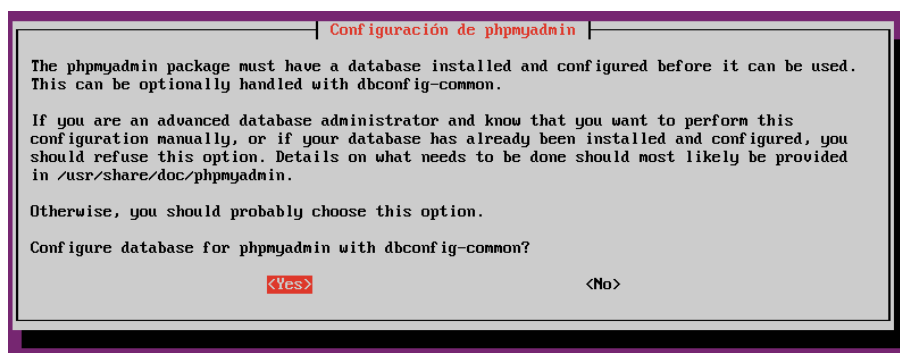 Configuración de phpmyadmin
The phpmyadmin package must have a database installed and configured before it can be used.
This can be optionally handled with dbconfig-common.
If you are an advanced database administrator and know that you want to perform this
configuration manually, or if your database has already been installed and configured, you
should refuse this option. Details on what needs to be done should most likely be provided
in /usr/share/doc/phpmyadmin.
Otherwise, you should probably choose this option.
Configure database for phpmyadmin with dbconfig-common?
<Yes> <No>